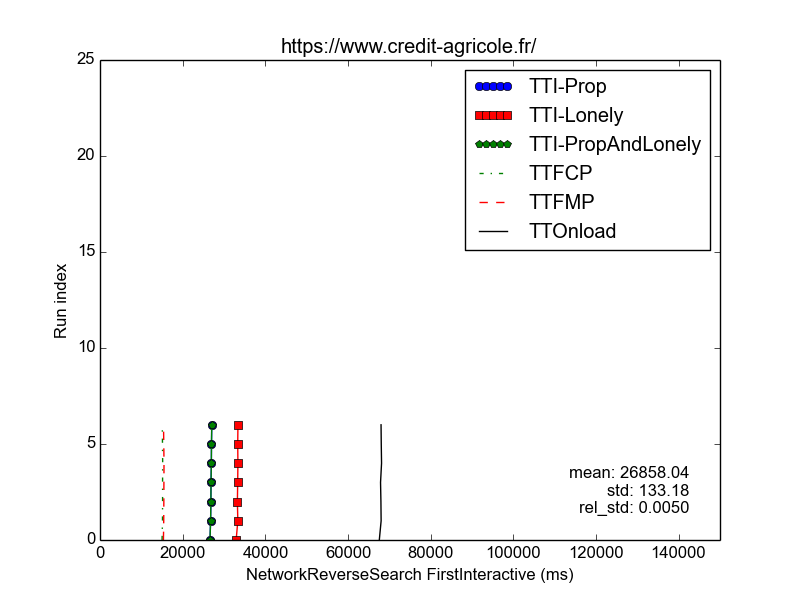 https://www.credit-agricole.fr/
25
20
15
10
5
0
Run index
TTI-Prop
TTI-Lonely
TTI-PropAndLonely
TTFCP
TTFMP
TTOnload
mean: 26858.04
std: 133.18
rel_std: 0.0050
0 20000 40000 60000 80000 100000 120000 140000
NetworkReverseSearch FirstInteractive (ms)